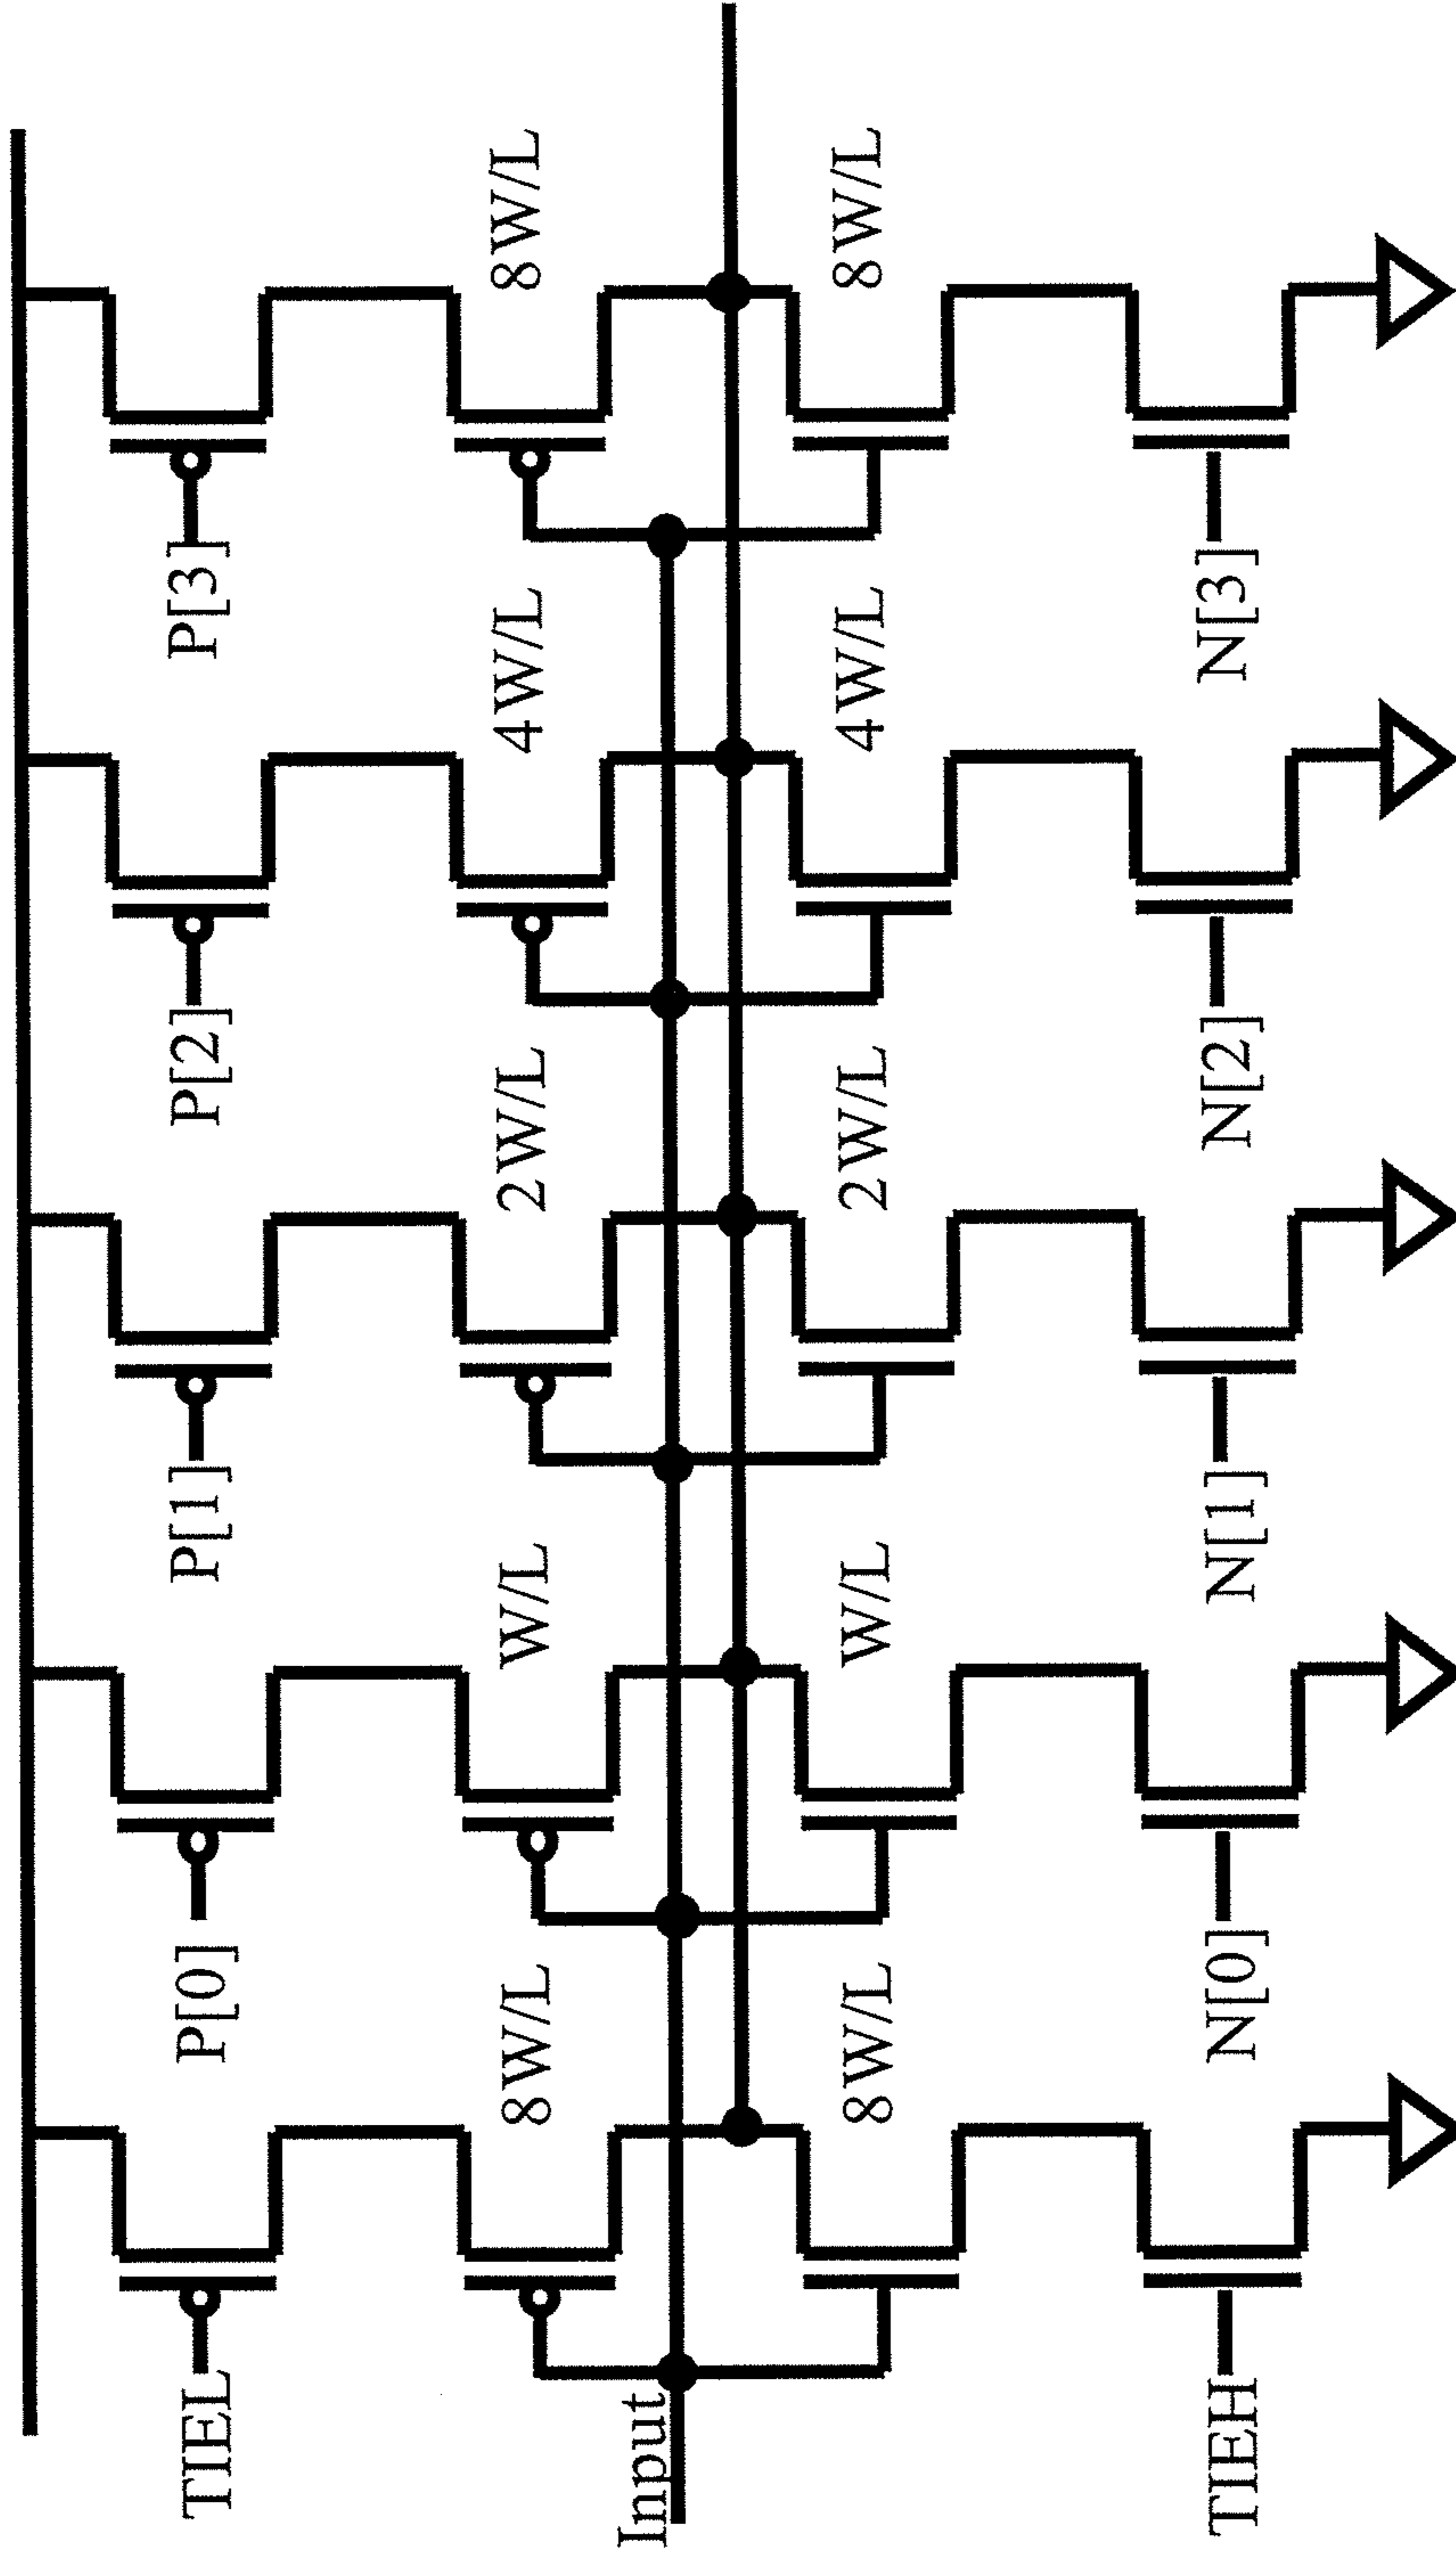 TIEL
P[0]
P[1]
P[2]
P[3]
8W/L
W/L
2W/L
4W/L
8W/L
Input
8W/L
W/L
2W/L
4W/L
8W/L
TIEH
N[0]
N[1]
N[2]
N[3]